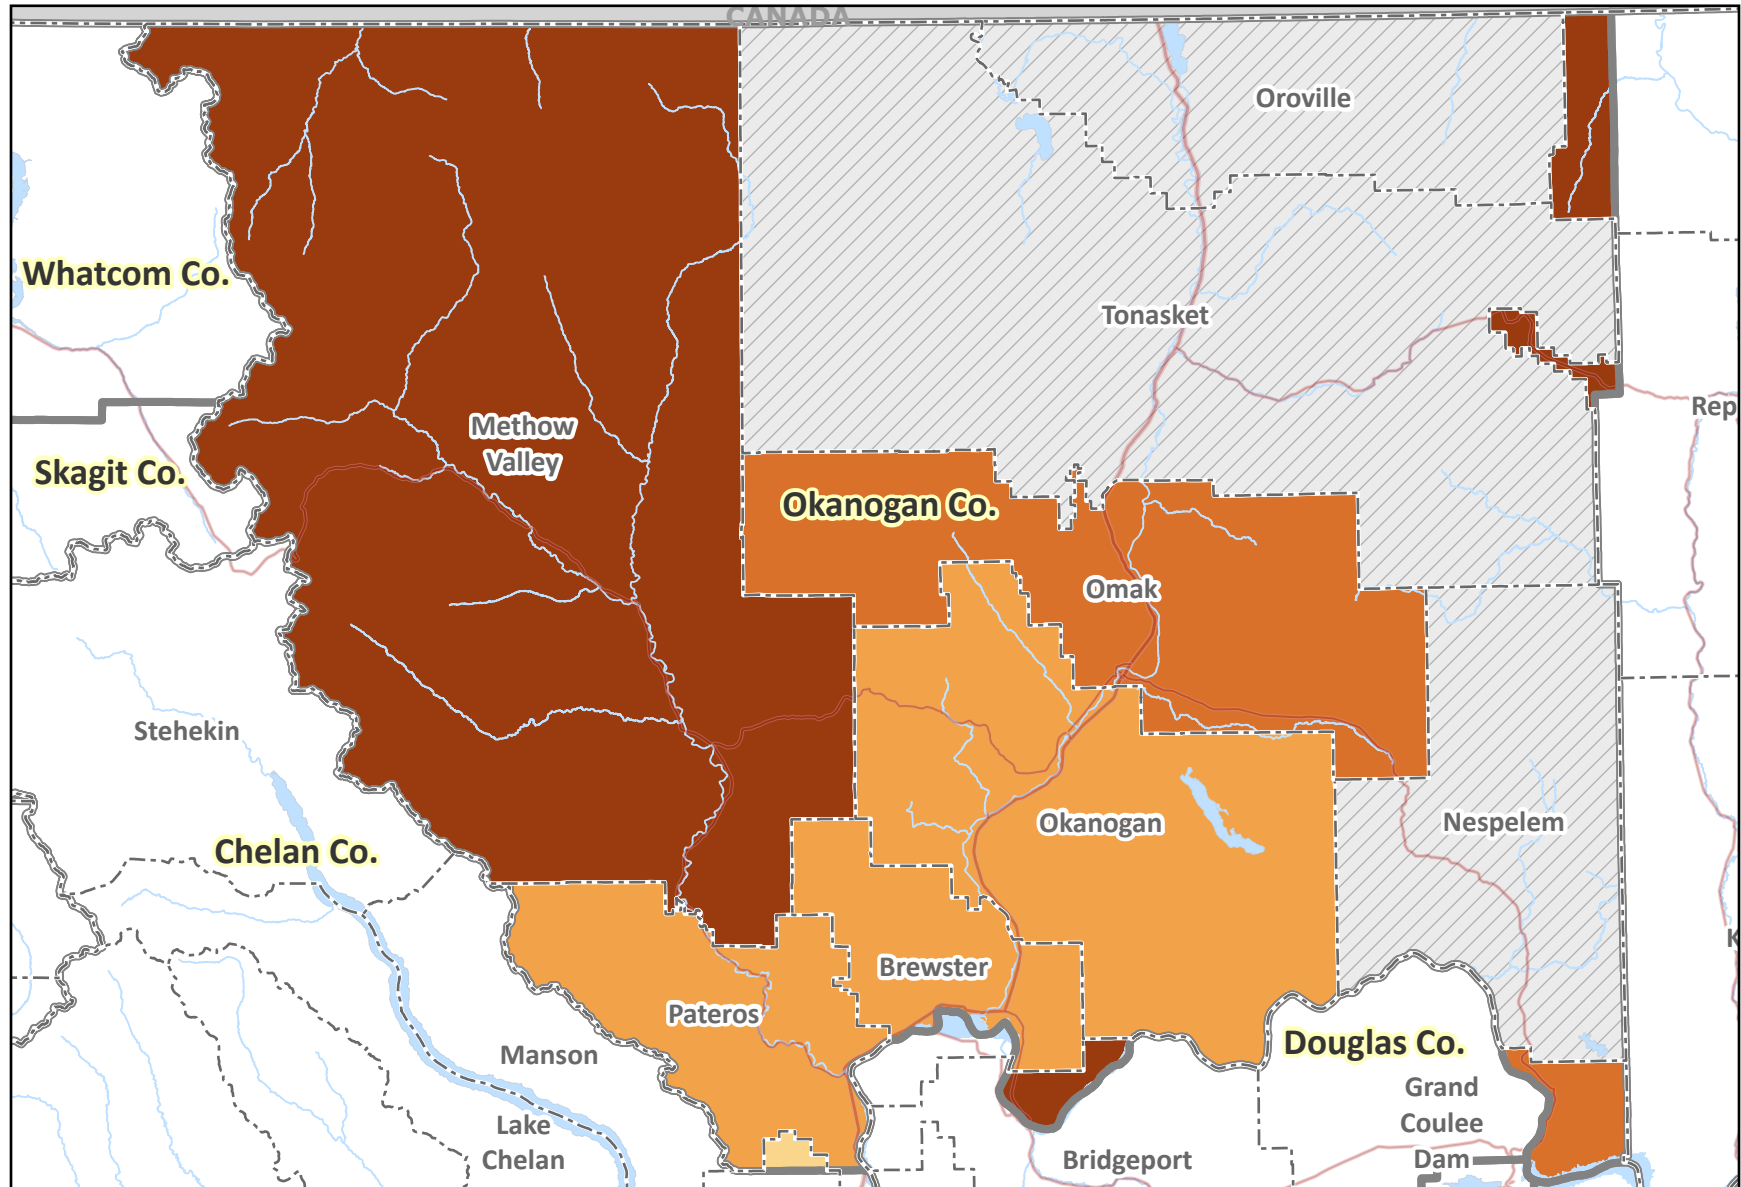 CANADA
Oroville
Whatcom Co.
Tonasket
Rep
Methow
Valley
Skagit Co.
Okanogan Co.
Omak
Stehekin
Okanogan
Nespelem
Chelan Co.
K
Brewster
Pateros
Manson
Douglas Co.
Grand
Coulee
Dam
Lake
Chelan
Bridgeport